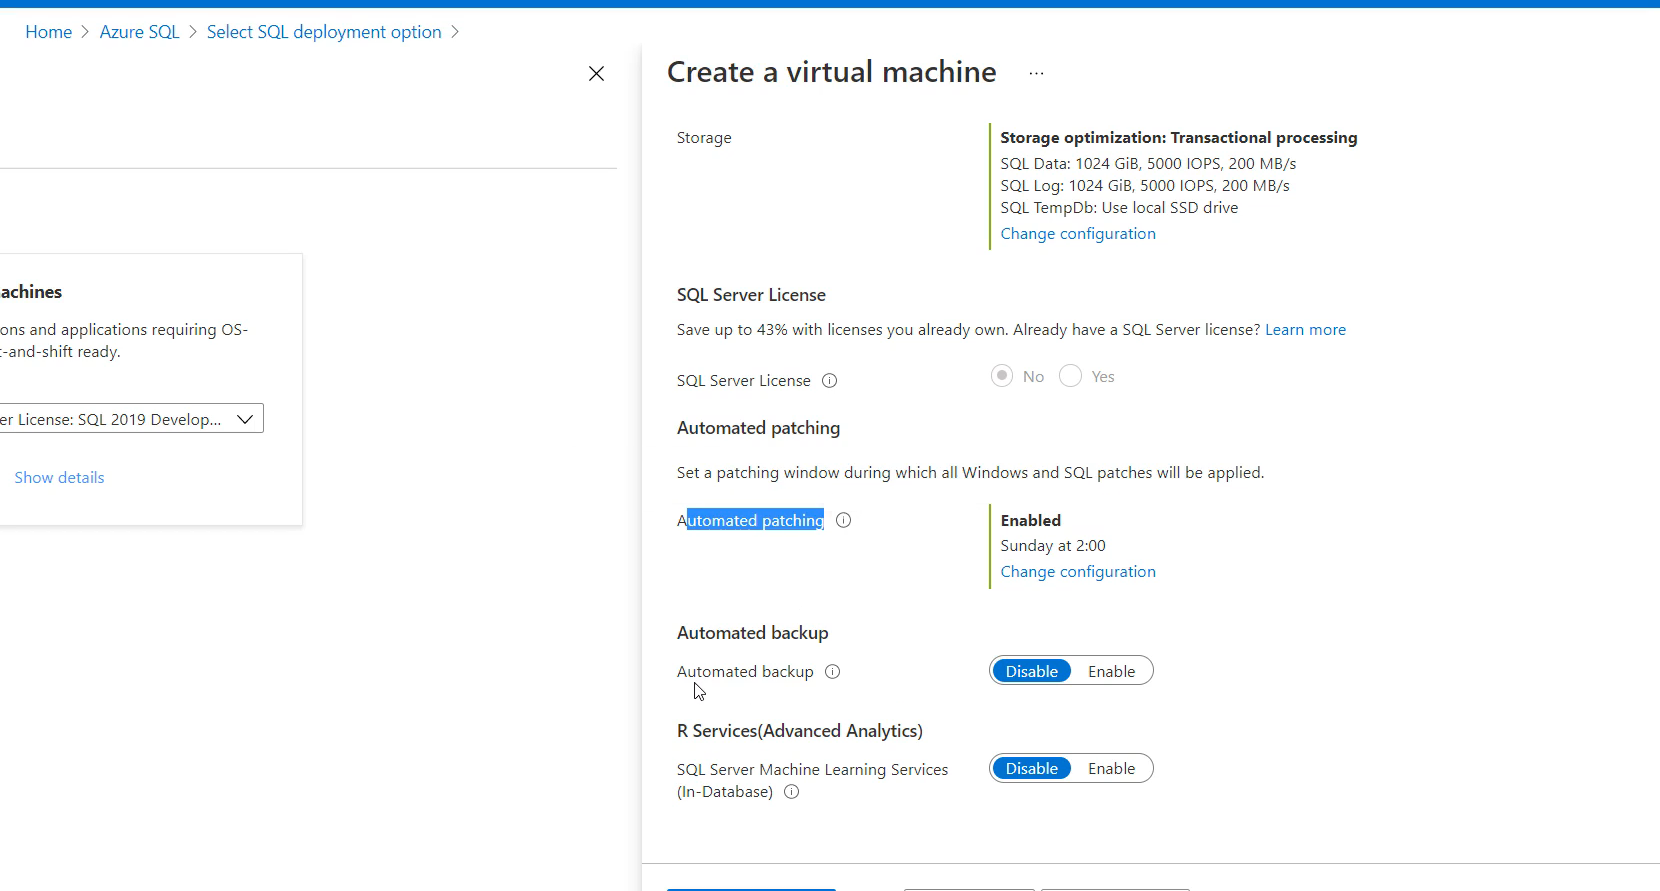 Home > Azure SQL > Select SQL deployment option >
Create a virtual machine ...
achines
ons and applications requiring OS-
-and-shift ready.
er License: SQL 2019 Develop...
Show details
Storage
Storage optimization: Transactional processing
SQL Data: 1024 GiB, 5000 IOPS, 200 MB/s
SQL Log: 1024 GiB, 5000 IOPS, 200 MB/s
SQL TempDb: Use local SSD drive
Change configuration
SQL Server License
Save up to 43% with licenses you already own. Already have a SQL Server license? Learn more
SQL Server License No Yes
Automated patching
Set a patching window during which all Windows and SQL patches will be applied.
Automated patching Enabled
Sunday at 2:00
Change configuration
Automated backup
Automated backup Disable Enable
R Services(Advanced Analytics)
SQL Server Machine Learning Services Disable Enable
(In-Database)